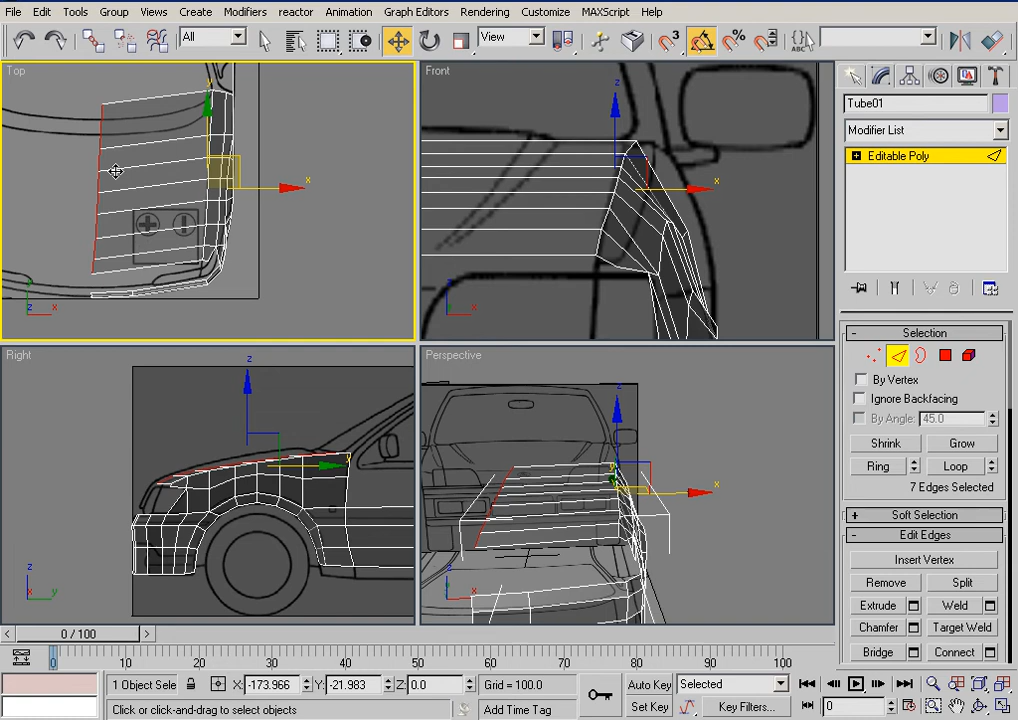 File Edit Tools Group Views Create Modifiers reactor Animation Graph Editors Rendering Customize MAXScript Help
All View 3 % ABC
Top
Front
Right
Perspective
x
y
z
Tube01
Modifier List
Editable Poly
- Selection
By Vertex
Ignore Backfacing
By Angle: 45.0
Shrink Grow
Ring Loop
7 Edges Selected
+ Soft Selection
- Edit Edges
Insert Vertex
Remove Split
Extrude Weld
Chamfer Target Weld
Bridge Connect
< 0 / 100 >
0 10 20 30 40 50 60 70 80 90 100
1 Object Sele X: -173.966 Y: -21.983 Z: 0.0 Grid = 100.0 Auto Key Selected
Click or click-and-drag to select objects Add Time Tag Set Key Key Filters... 0